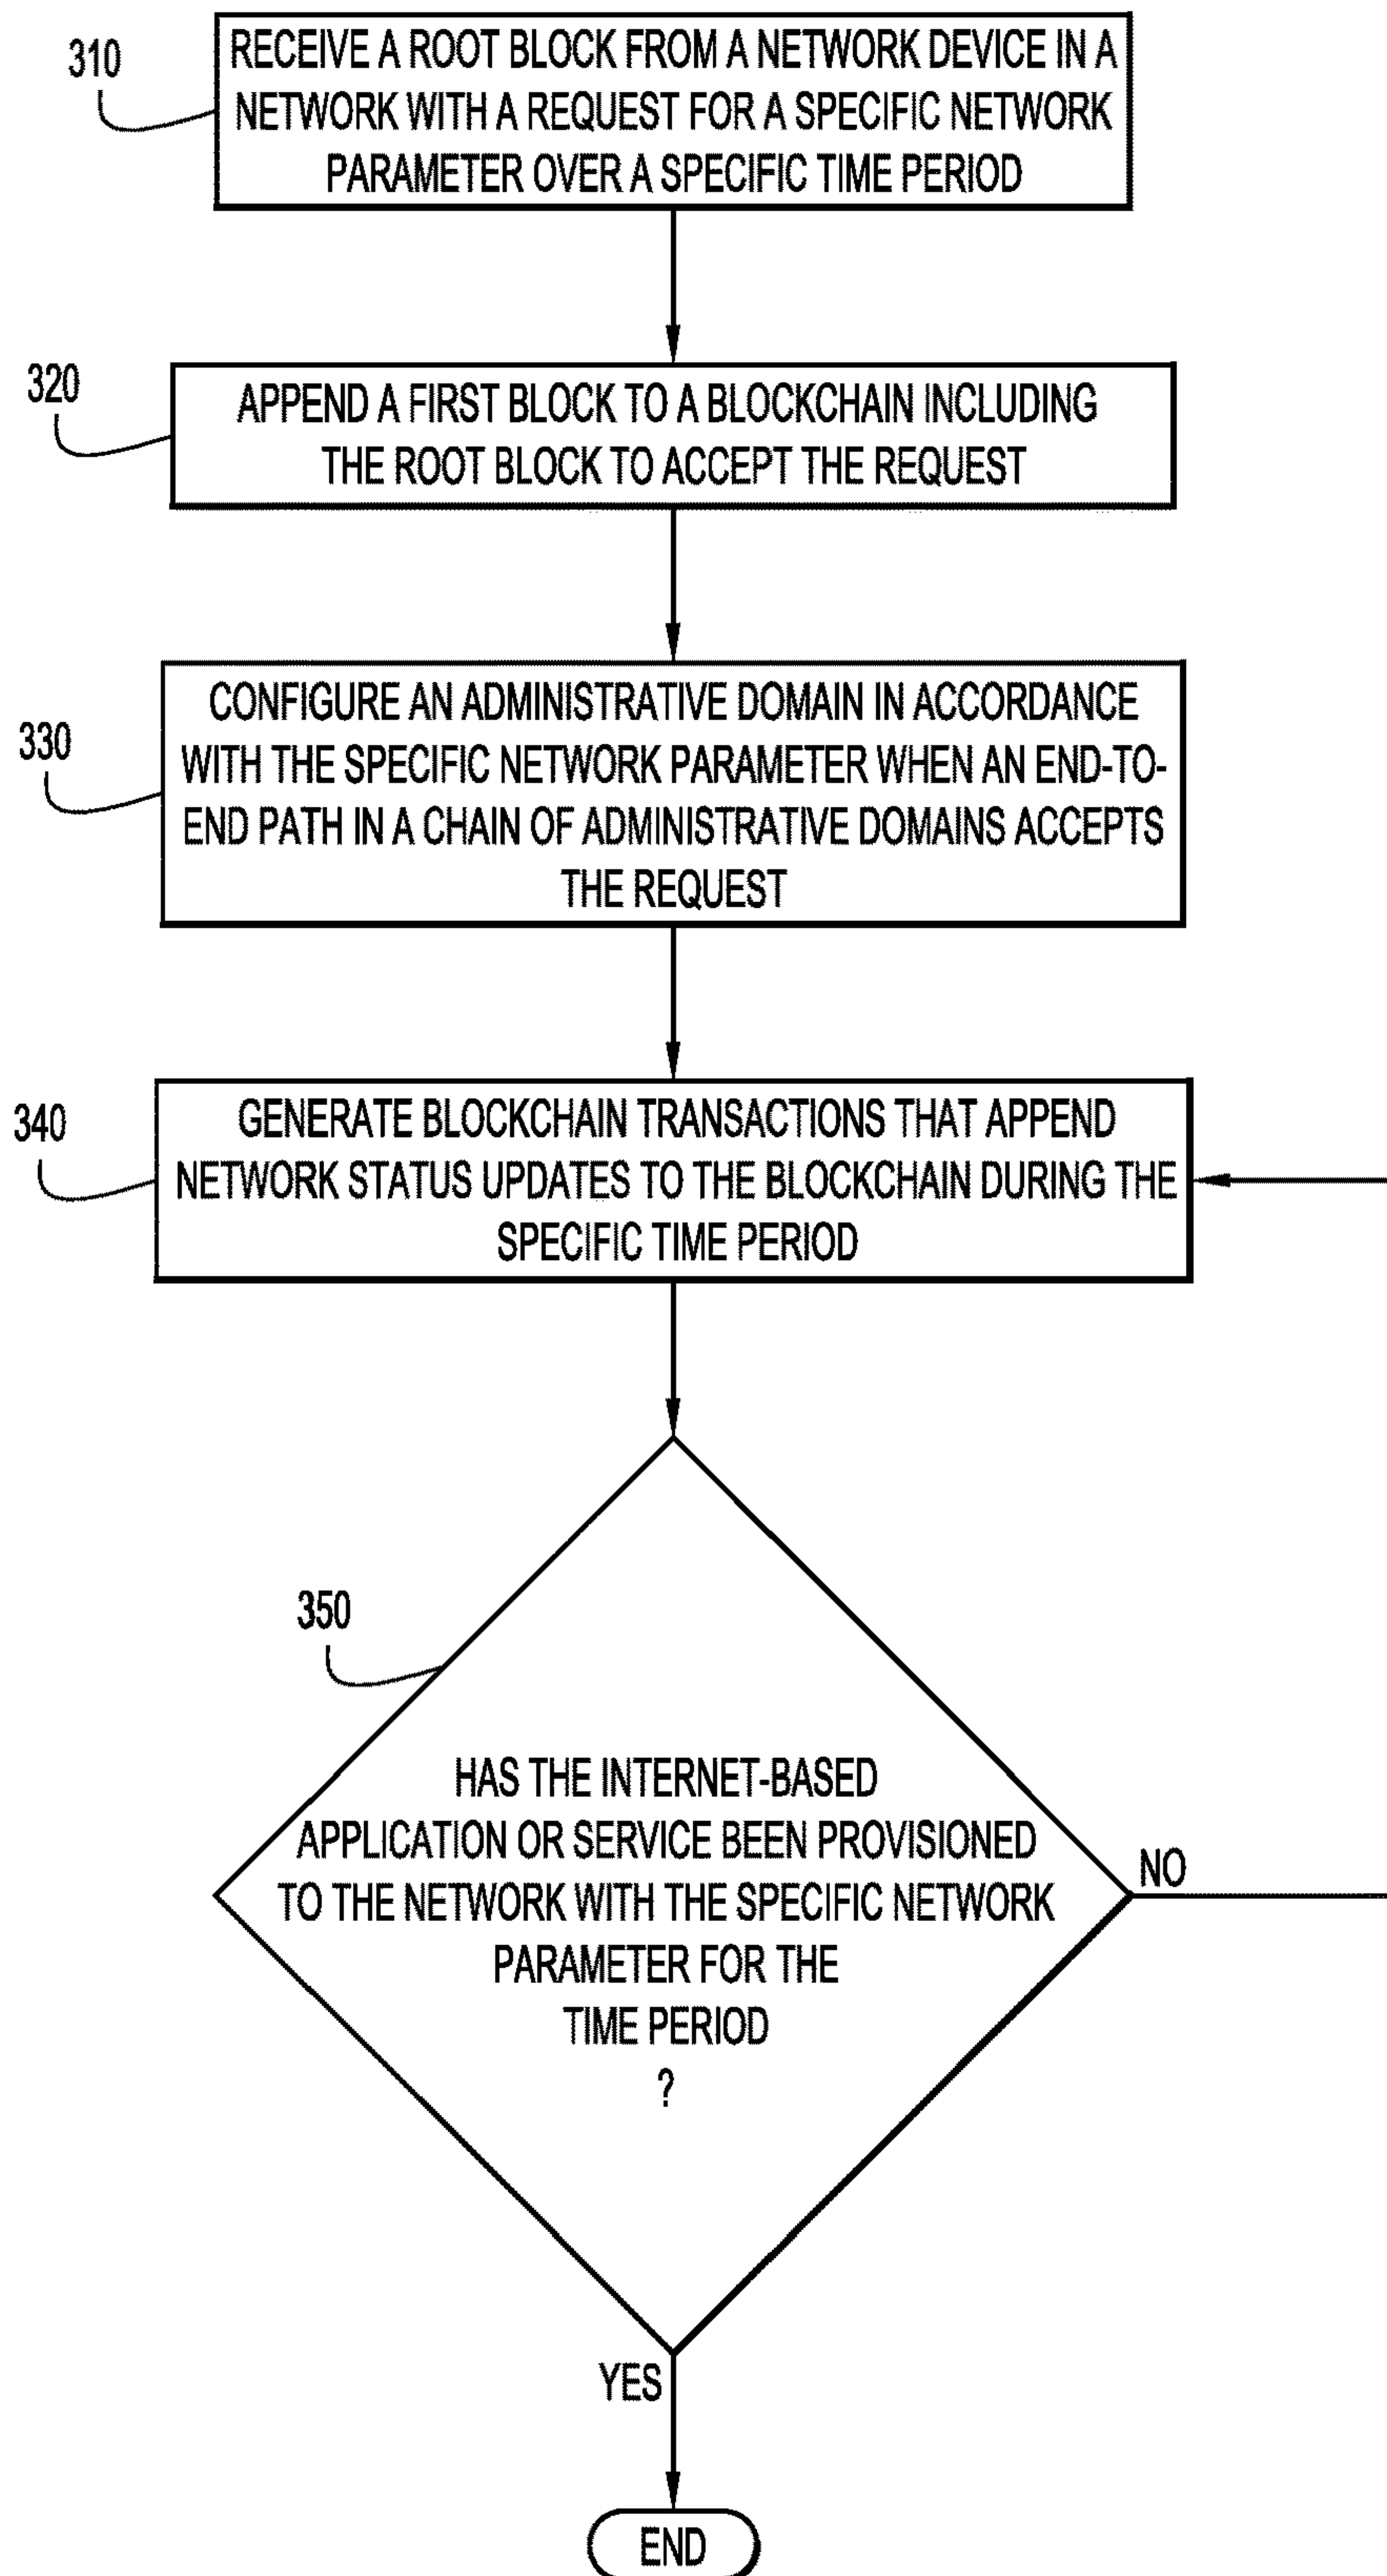 310
RECEIVE A ROOT BLOCK FROM A NETWORK DEVICE IN A
NETWORK WITH A REQUEST FOR A SPECIFIC NETWORK
PARAMETER OVER A SPECIFIC TIME PERIOD
320
APPEND A FIRST BLOCK TO A BLOCKCHAIN INCLUDING
THE ROOT BLOCK TO ACCEPT THE REQUEST
330
CONFIGURE AN ADMINISTRATIVE DOMAIN IN ACCORDANCE
WITH THE SPECIFIC NETWORK PARAMETER WHEN AN END-TO-
END PATH IN A CHAIN OF ADMINISTRATIVE DOMAINS ACCEPTS
THE REQUEST
340
GENERATE BLOCKCHAIN TRANSACTIONS THAT APPEND
NETWORK STATUS UPDATES TO THE BLOCKCHAIN DURING THE
SPECIFIC TIME PERIOD
350
HAS THE INTERNET-BASED
APPLICATION OR SERVICE BEEN PROVISIONED
TO THE NETWORK WITH THE SPECIFIC NETWORK
PARAMETER FOR THE
TIME PERIOD
?
NO
YES
END